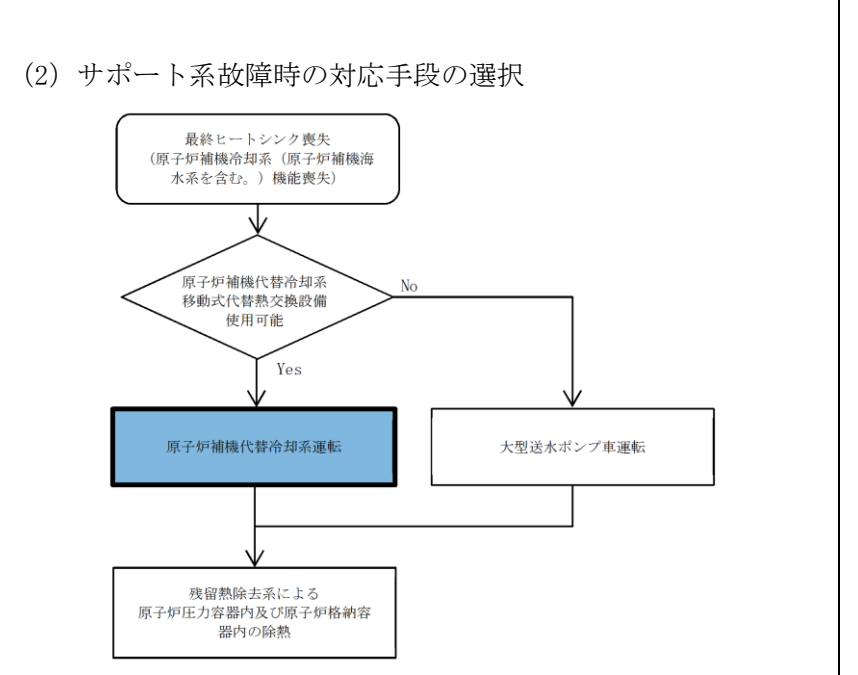 (2) サポート系故障時の対応手段の選択
最終ヒートシンク喪失
(原子炉補機冷却系(原子炉補機海
水系を含む。)機能喪失)
原子炉補機代替冷却系
移動式代替熱交換設備
使用可能
No
Yes
原子炉補機代替冷却系運転
大型送水ポンプ車運転
残留熱除去系による
原子炉圧力容器内及び原子炉格納容
器内の除熱